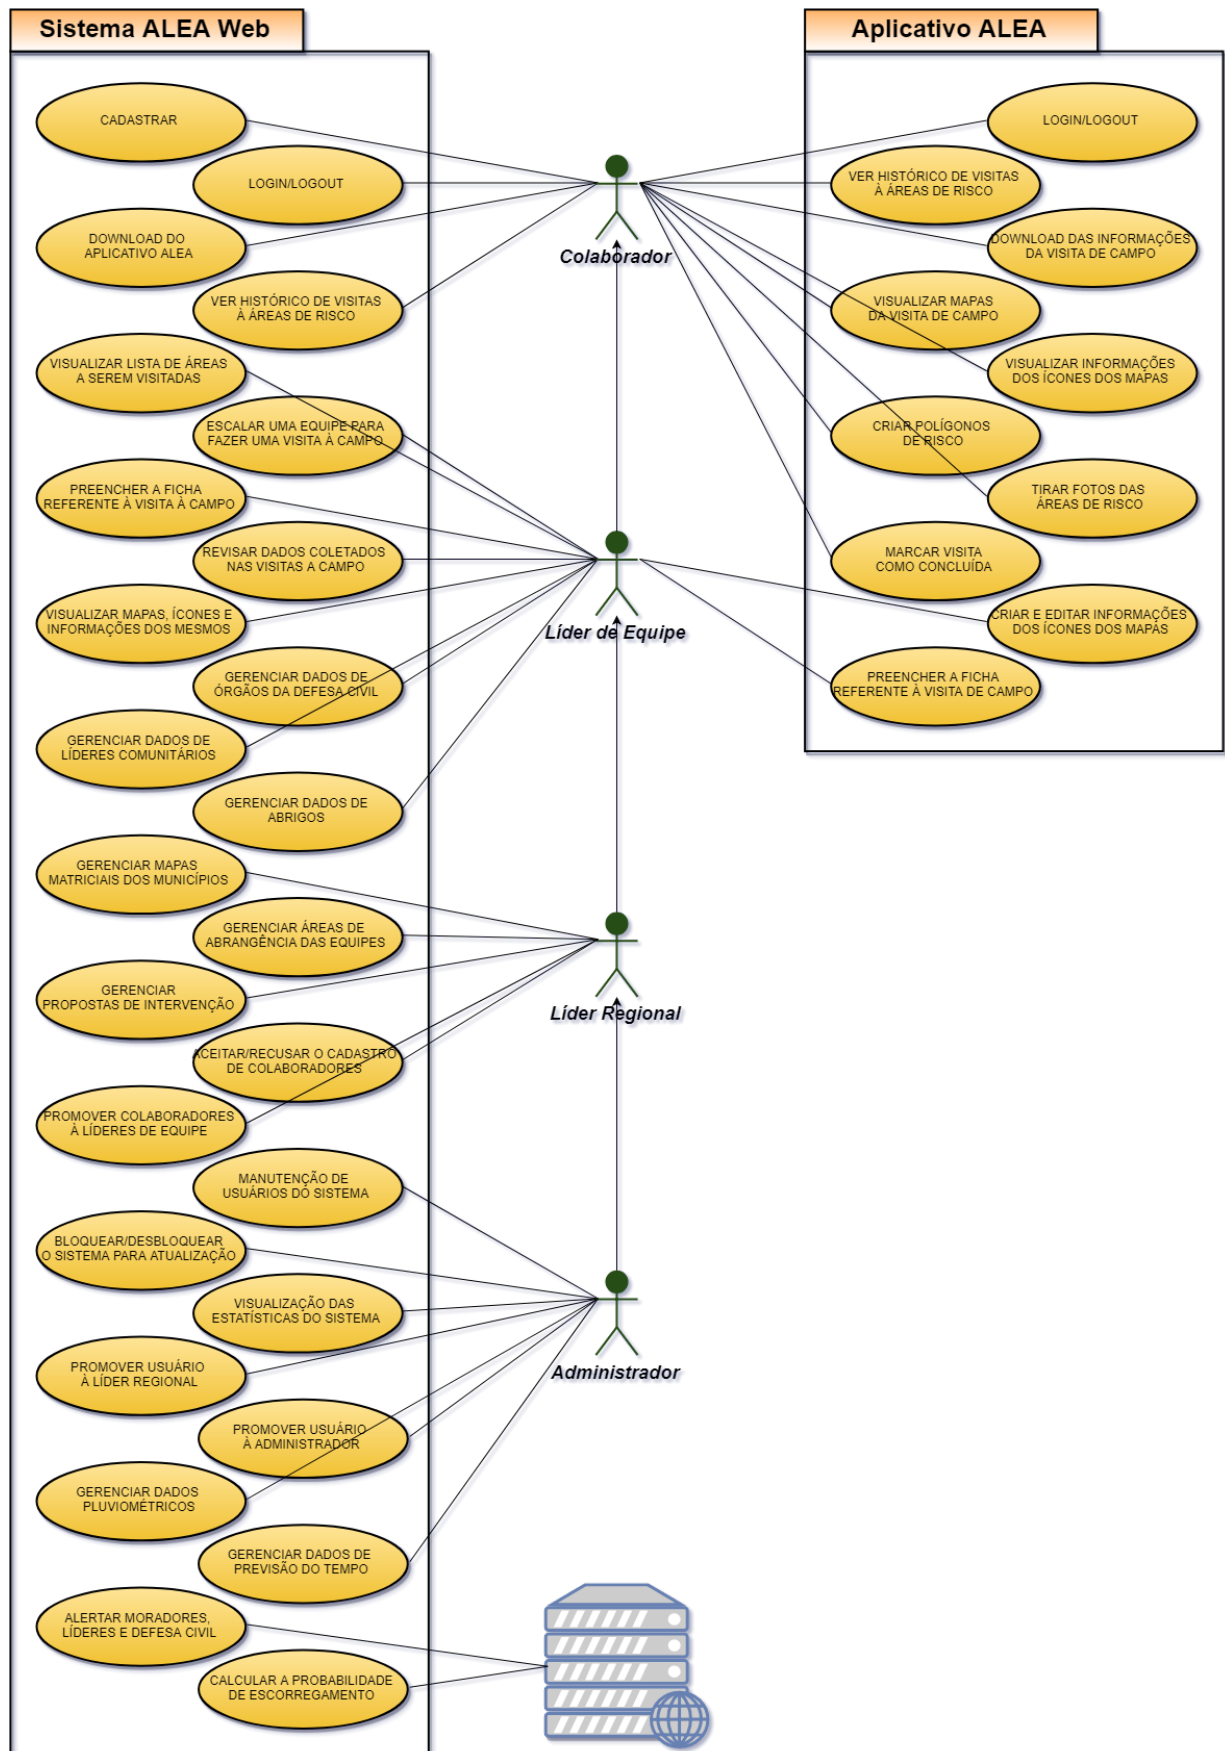 Sistema ALEA Web
CADASTRAR
LOGIN/LOGOUT
DOWNLOAD DO
APLICATIVO ALEA
VER HISTÓRICO DE VISITAS
À ÁREAS DE RISCO
VISUALIZAR LISTA DE ÁREAS
A SEREM VISITADAS
ESCALAR UMA EQUIPE PARA
FAZER UMA VISITA À CAMPO
PREENCHER A FICHA
REFERENTE À VISITA À CAMPO
REVISAR DADOS COLETADOS
NAS VISITAS A CAMPO
VISUALIZAR MAPAS, ÍCONES E
INFORMAÇÕES DOS MESMOS
GERENCIAR DADOS DE
ÓRGÃOS DA DEFESA CIVIL
GERENCIAR DADOS DE
LÍDERES COMUNITÁRIOS
GERENCIAR DADOS DE
ABRIGOS
GERENCIAR MAPAS
MATRICIAIS DOS MUNICÍPIOS
GERENCIAR ÁREAS DE
ABRANGÊNCIA DAS EQUIPES
GERENCIAR
PROPOSTAS DE INTERVENÇÃO
ACEITAR/RECUSAR O CADASTRO
DE COLABORADORES
PROMOVER COLABORADORES
À LÍDERES DE EQUIPE
MANUTENÇÃO DE
USUÁRIOS DO SISTEMA
BLOQUEAR/DESBLOQUEAR
O SISTEMA PARA ATUALIZAÇÃO
VISUALIZAÇÃO DAS
ESTATÍSTICAS DO SISTEMA
PROMOVER USUÁRIO
À LÍDER REGIONAL
PROMOVER USUÁRIO
À ADMINISTRADOR
GERENCIAR DADOS
PLUVIOMÉTRICOS
GERENCIAR DADOS DE
PREVISÃO DO TEMPO
ALERTAR MORADORES,
LÍDERES E DEFESA CIVIL
CALCULAR A PROBABILIDADE
DE ESCORREGAMENTO
Colaborador
Líder de Equipe
Líder Regional
Administrador
Aplicativo ALEA
LOGIN/LOGOUT
VER HISTÓRICO DE VISITAS
À ÁREAS DE RISCO
DOWNLOAD DAS INFORMAÇÕES
DA VISITA DE CAMPO
VISUALIZAR MAPAS
DA VISITA DE CAMPO
VISUALIZAR INFORMAÇÕES
DOS ÍCONES DOS MAPAS
CRIAR POLÍGONOS
DE RISCO
TIRAR FOTOS DAS
ÁREAS DE RISCO
MARCAR VISITA
COMO CONCLUÍDA
CRIAR E EDITAR INFORMAÇÕES
DOS ÍCONES DOS MAPAS
PREENCHER A FICHA
REFERENTE À VISITA DE CAMPO